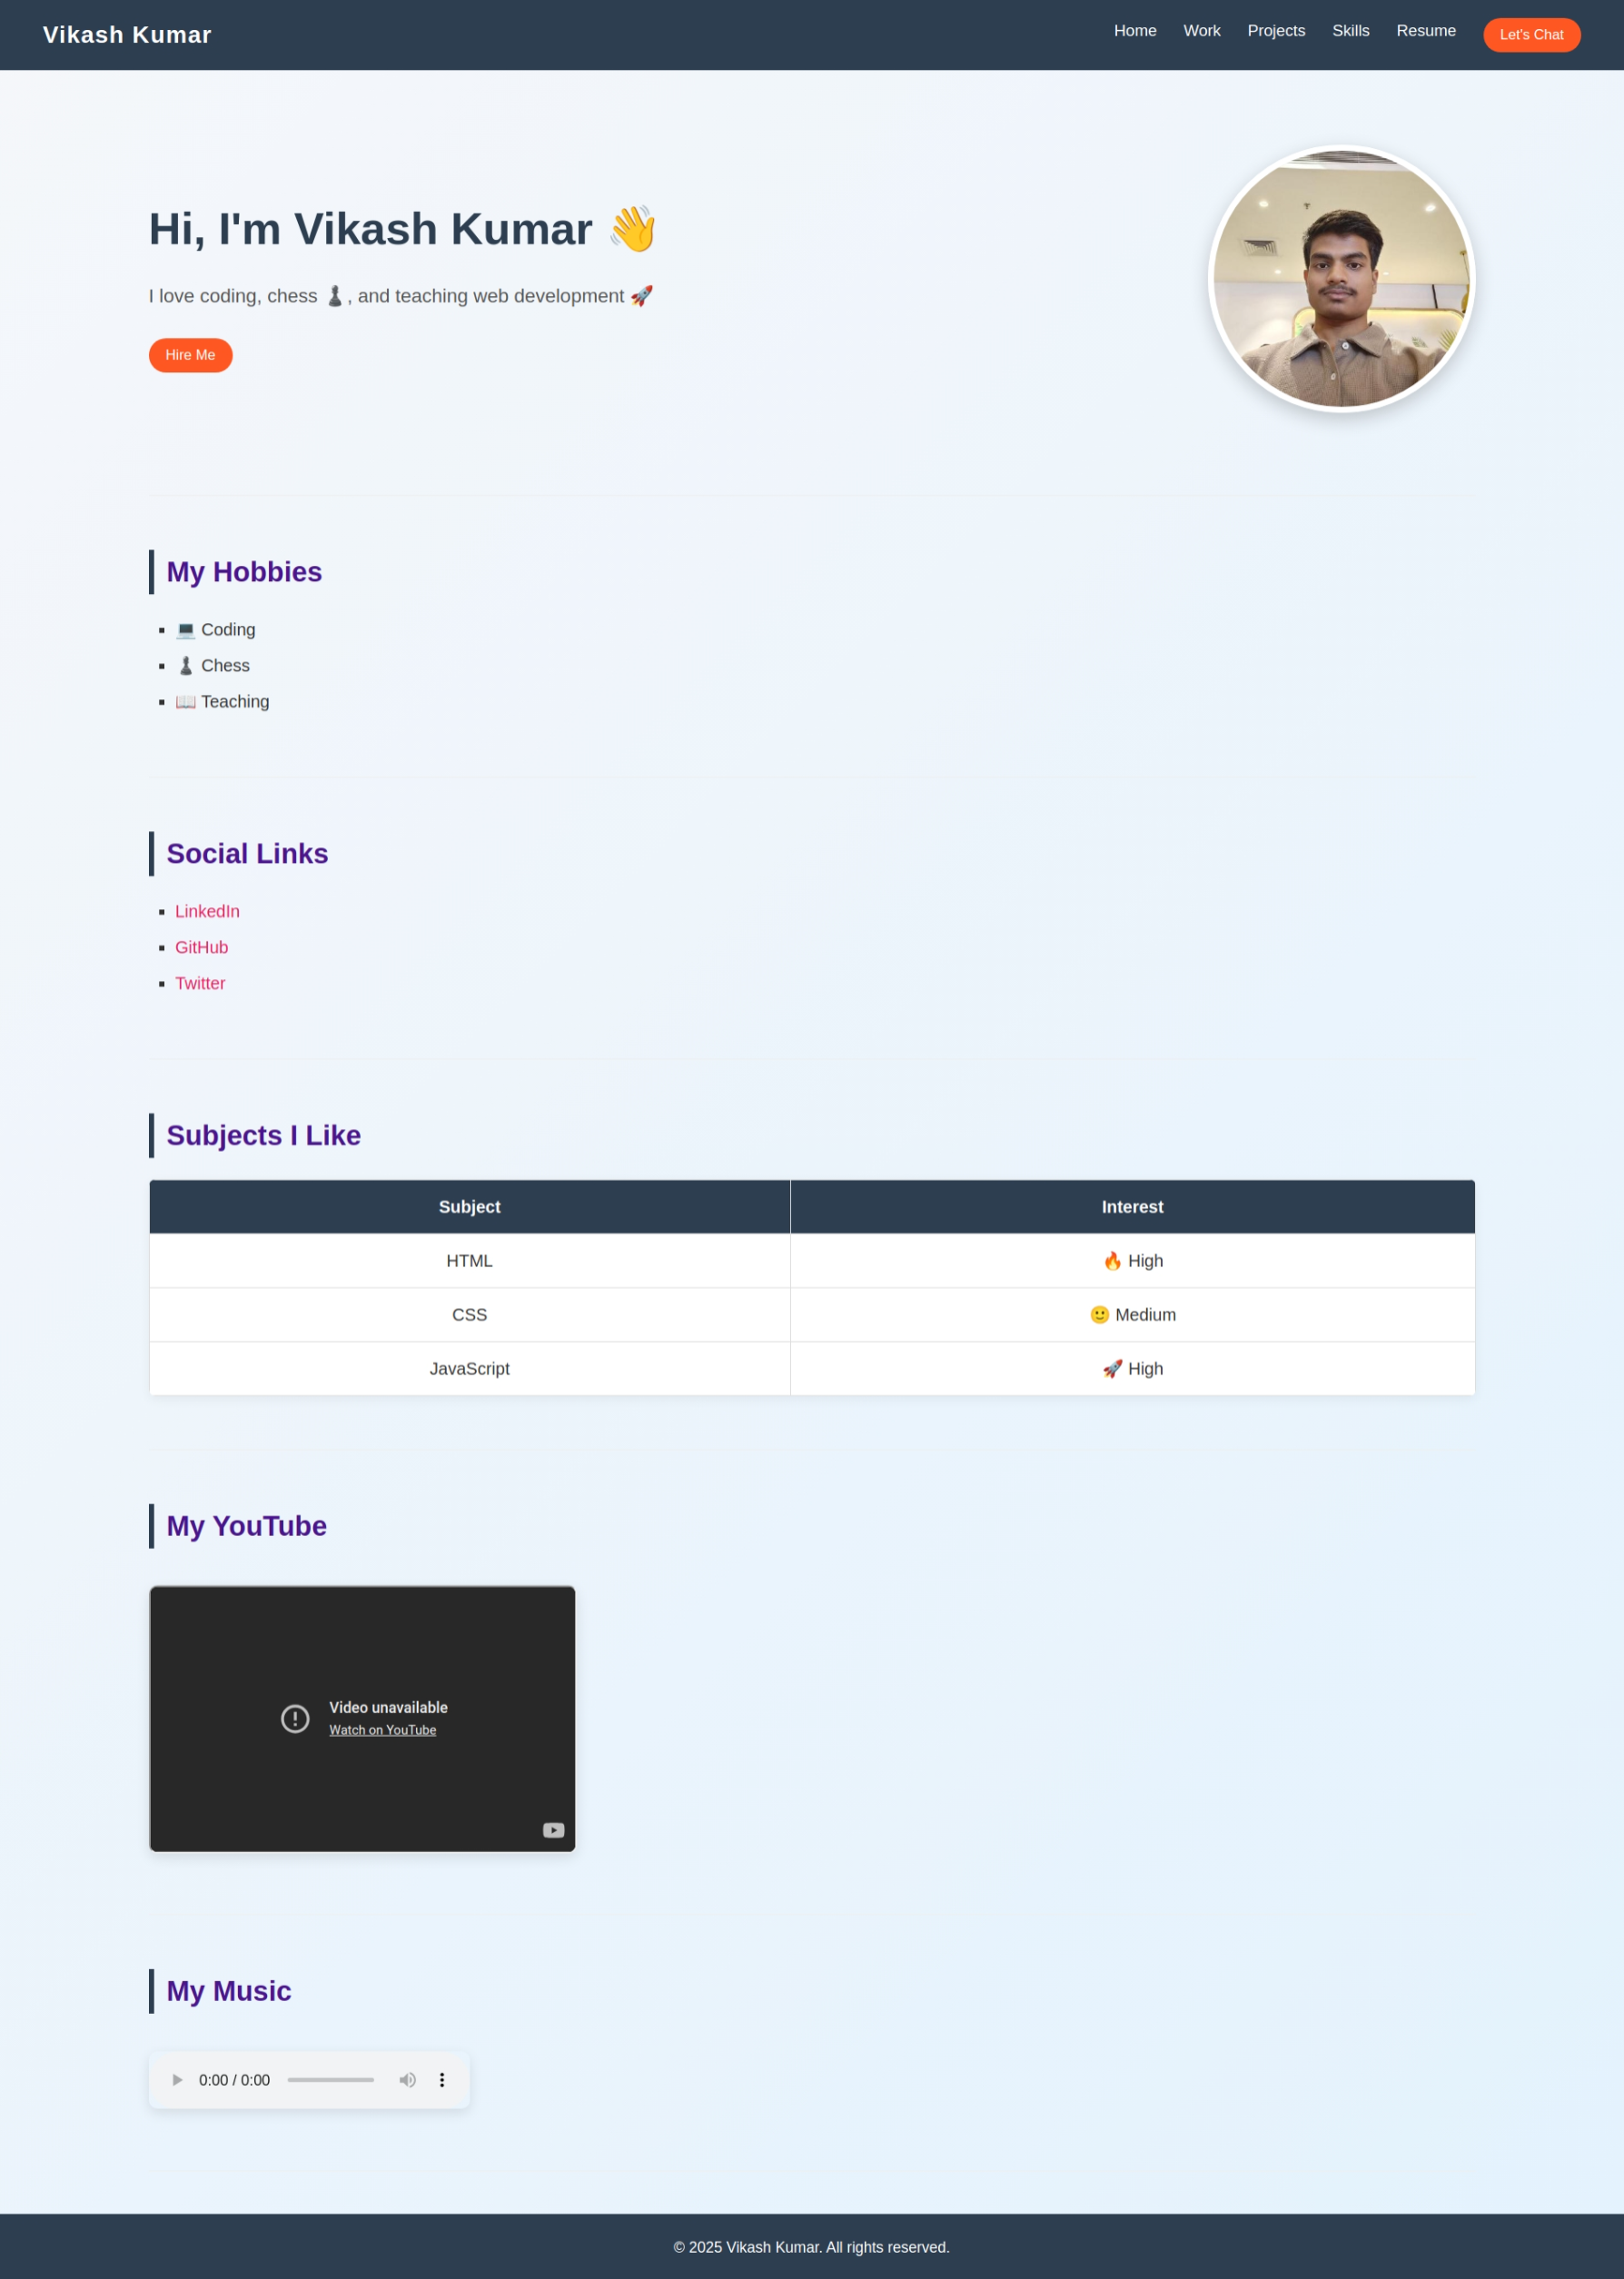 Vikash Kumar
Home Work Projects Skills Resume Let's Chat
Hi, I'm Vikash Kumar 👋
I love coding, chess ♟️, and teaching web development 🚀
Hire Me
My Hobbies
💻 Coding
♟️ Chess
📖 Teaching
Social Links
LinkedIn
GitHub
Twitter
Subjects I Like
Subject Interest
HTML 🔥 High
CSS 🙂 Medium
JavaScript 🚀 High
My YouTube
Video unavailable
Watch on YouTube
My Music
0:00 / 0:00
© 2025 Vikash Kumar. All rights reserved.